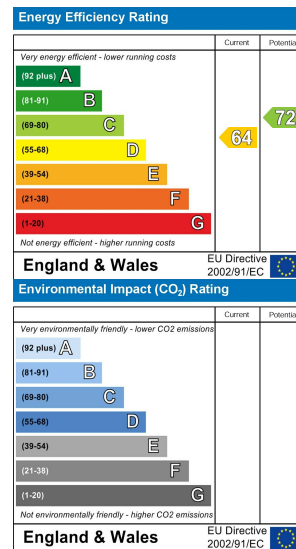 Energy Efficiency Rating
Current Potential
Very energy efficient - lower running costs
(92 plus) A
(81-91) B
(69-80) C
(55-68) D
(39-54) E
(21-38) F
(1-20) G
64
72
Not energy efficient - higher running costs
England & Wales
EU Directive
2002/91/EC
Environmental Impact (CO₂) Rating
Current Potential
Very environmentally friendly - lower CO2 emissions
(92 plus) A
(81-91) B
(69-80) C
(55-68) D
(39-54) E
(21-38) F
(1-20) G
Not environmentally friendly - higher CO2 emissions
England & Wales
EU Directive
2002/91/EC